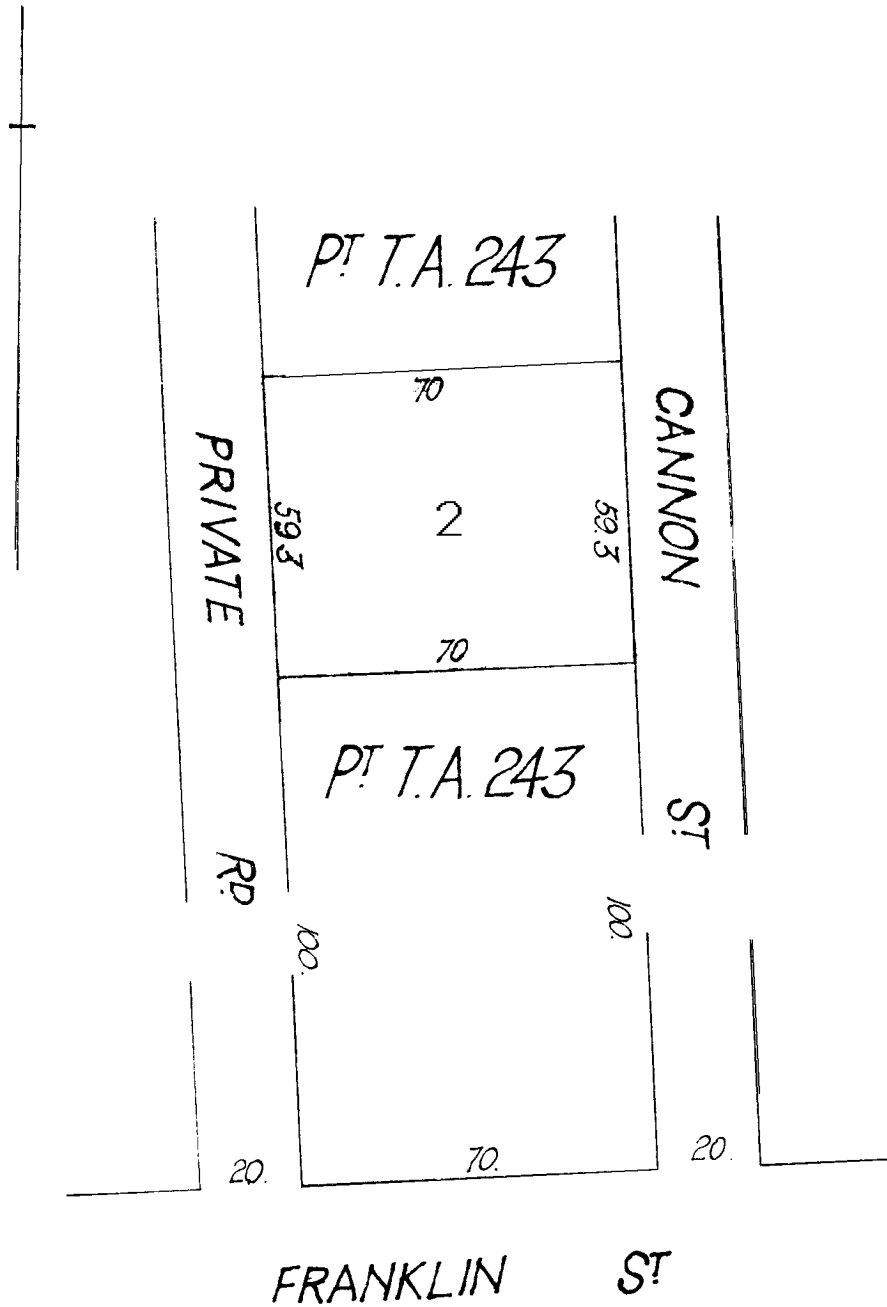 PT T.A. 243
70
CANNON
PRIVATE
59.3
2
59.3
70
PT T.A. 243
ST
RD
100.
100.
20.
70.
20.
FRANKLIN ST